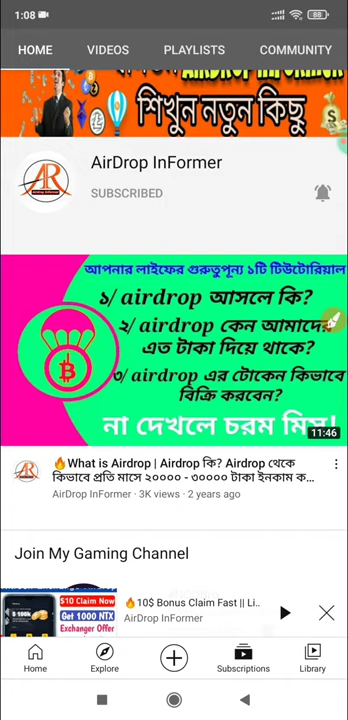 1:08
88
HOME VIDEOS PLAYLISTS COMMUNITY
শিখুন নতুন কিছু
AirDrop InFormer
SUBSCRIBED
AR
আপনার লাইফের গুরুত্বপূন্য ১টি টিউটোরিয়াল
১/ airdrop আসলে কি?
২/ airdrop কেন আমাদের
এত টাকা দিয়ে থাকে?
৩/ airdrop এর টোকেন কিভাবে
বিক্রি করবেন?
না দেখলে চরম মিস!
11:46
🔥What is Airdrop | Airdrop কি? Airdrop থেকে
কিভাবে প্রতি মাসে ২০০০০ - ৩০০০০ টাকা ইনকাম ক...
AirDrop InFormer · 3K views · 2 years ago
Join My Gaming Channel
$10 Claim Now
Get 1000 NTX
Exchanger Offer
🔥10$ Bonus Claim Fast || Li..
AirDrop InFormer
Home Explore Subscriptions Library